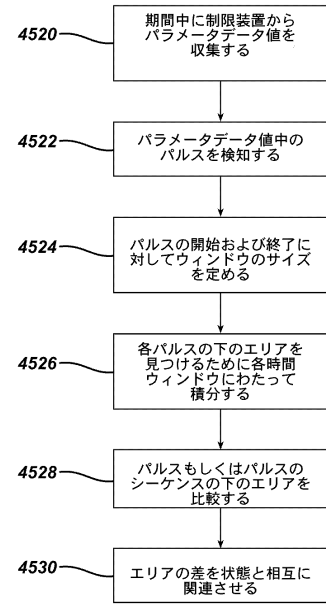 4520
期間中に制限装置から
パラメータデータ値を
収集する
4522
パラメータデータ値中の
パルスを検知する
4524
パルスの開始および終了に
対してウィンドウのサイズ
を定める
4526
各パルスの下のエリアを
見つけるために各時間
ウィンドウにわたって
積分する
4528
パルスもしくはパルスの
シーケンスの下のエリアを
比較する
4530
エリアの差を状態と相互に
関連させる